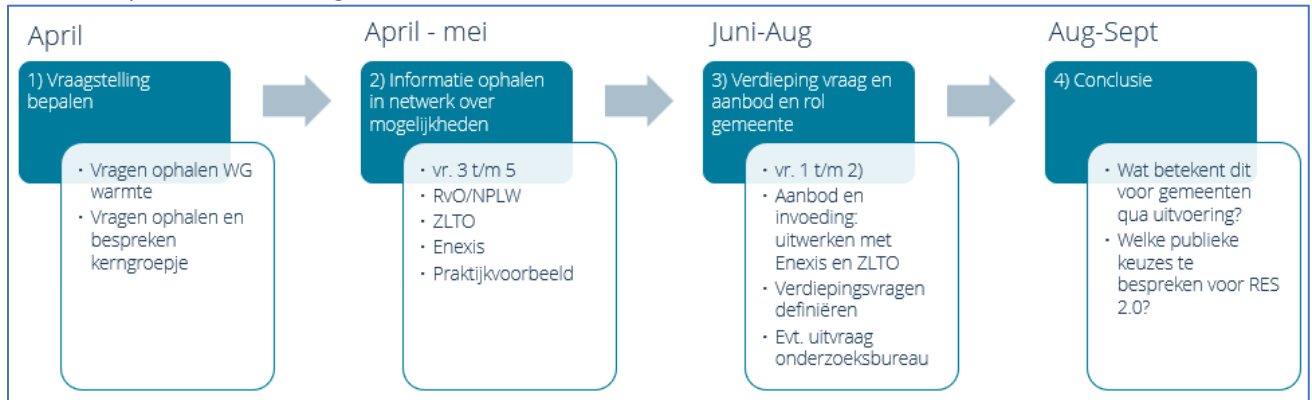 April
1) Vraagstelling
bepalen
• Vragen ophalen WG
warmte
• Vragen ophalen en
bespreken
kerngroepje
April - mei
2) Informatie ophalen
in netwerk over
mogelijkheden
• vr. 3 t/m 5
• RvO/NPLW
• ZLTO
• Enexis
• Praktijkvoorbeeld
Juni-Aug
3) Verdieping vraag en
aanbod en rol
gemeente
• vr. 1 t/m 2)
• Aanbod en
invoeding:
uitwerken met
Enexis en ZLTO
• Verdiepingsvragen
definiëren
• Evt. uitvraag
onderzoeksbureau
Aug-Sept
4) Conclusie
• Wat betekent dit
voor gemeenten
qua uitvoering?
• Welke publieke
keuzes te
bespreken voor RES
2.0?